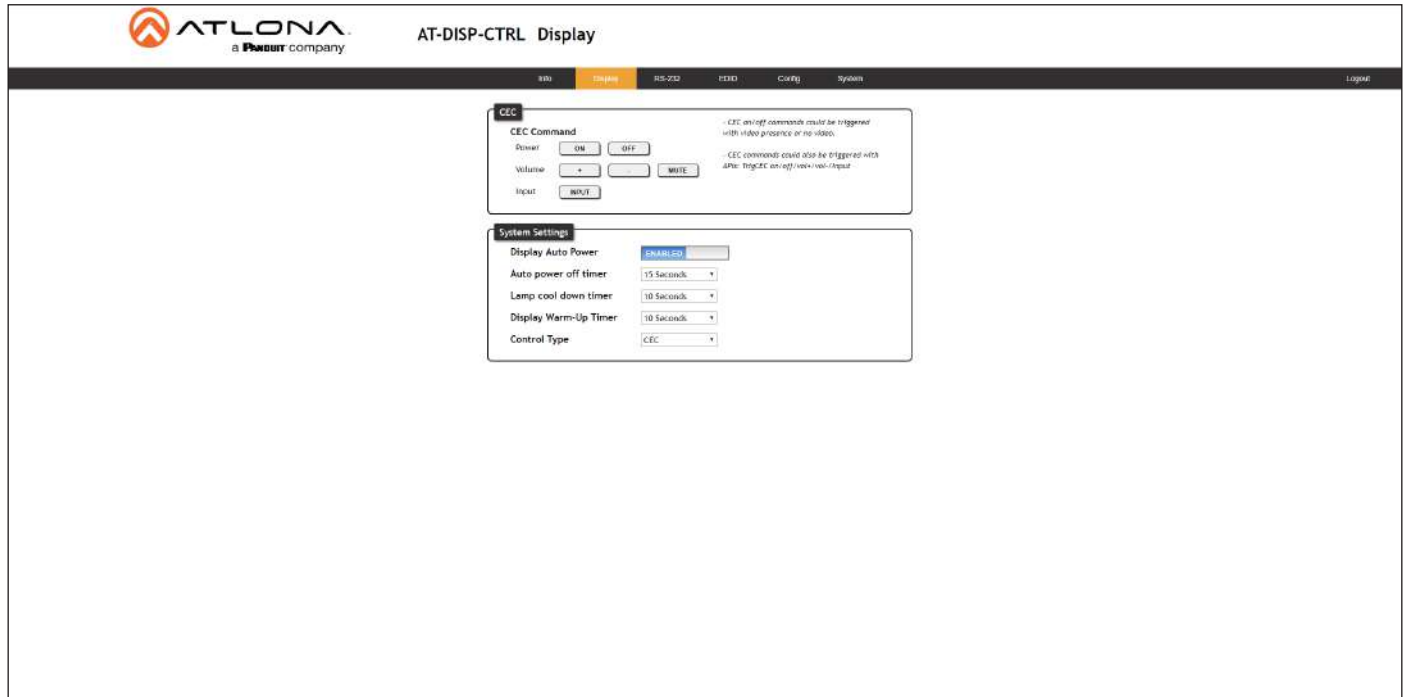 ATLONA
a PANDUIT company
AT-DISP-CTRL Display
Info Display RS-232 EDID Config System Logout
CEC
CEC Command
Power ON OFF
Volume + - MUTE
Input INPUT
- CEC on/off commands could be triggered
with video presence or no video.
- CEC commands could also be triggered with
APIs: TrigCEC on/off/vol+/vol-/input
System Settings
Display Auto Power ENABLED
Auto power off timer 15 Seconds
Lamp cool down timer 10 Seconds
Display Warm-Up Timer 10 Seconds
Control Type CEC